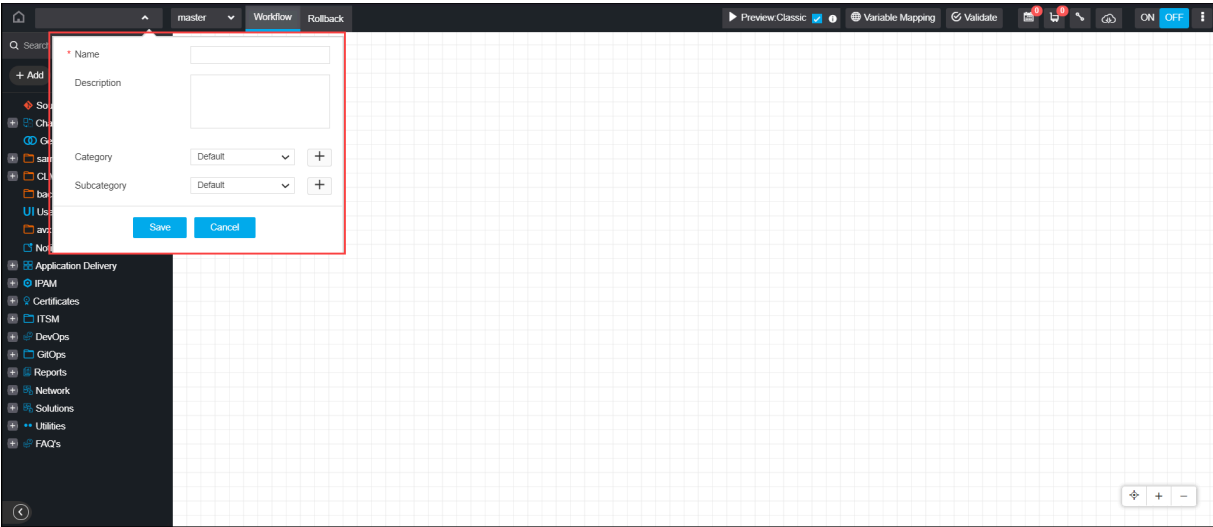 master
Workflow
Rollback
Preview:Classic
Variable Mapping
Validate
0
0
ON
OFF
Search
+ Add
* Name
Description
Category
Default
Subcategory
Default
Save
Cancel
UI
Application Delivery
IPAM
Certificates
ITSM
DevOps
GitOps
Reports
Network
Solutions
Utilities
FAQ's